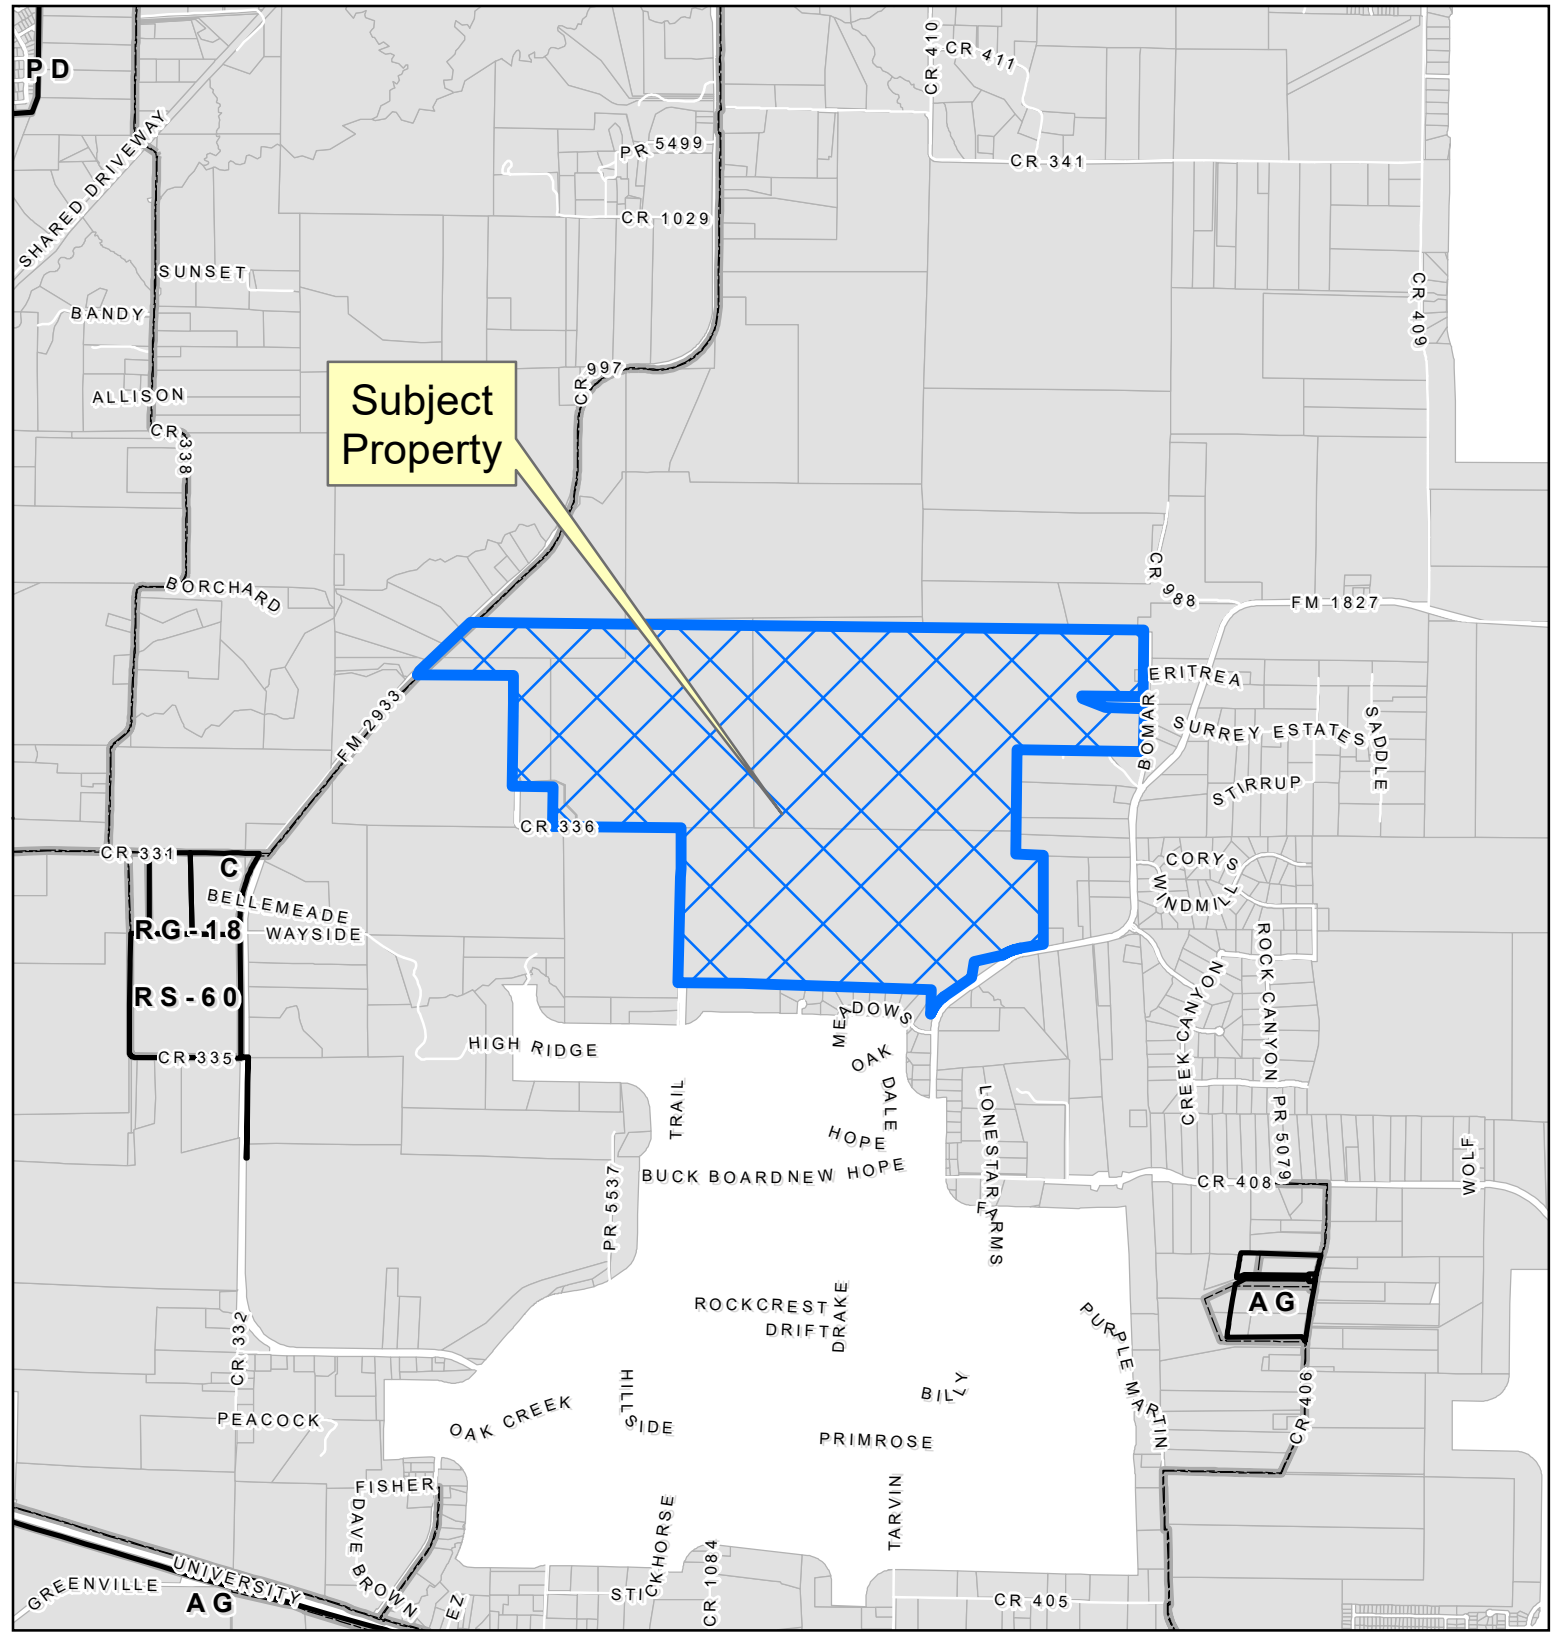 PD
CR 410
CR 411
SHARED DRIVEWAY
PR 5499
CR 341
CR 1029
SUNSET
BANDY
CR 409
CR 997
Subject
Property
ALLISON
CR 338
BORCHARD
CR 988
FM 1827
ERITREA
FM 2933
BOMAR
SURREY ESTATES
SADDLE
STIRRUP
CR 336
CR 331
C
CORYS
WINDMILL
BELLEMEADE
RG-18
WAYSIDE
ROCK CANYON
CREEK CANYON
RS-60
MEADOWS
HIGH RIDGE
CR 335
OAK
DALE
TRAIL
LONESTAR FARMS
PR 5079
HOPE
BUCK BOARD
NEW HOPE
PR 5537
CR 408
WOLF
ROCKCREST
DRIFT
DRAKE
AG
PURPLE MARTIN
CR 332
HILLSIDE
BILLY
CR 406
OAK CREEK
PEACOCK
PRIMROSE
FISHER
DAVE BROWN
STICKHORSE
TARVIN
CR 1084
UNIVERSITY
GREENVILLE
AG
EZ
CR 405